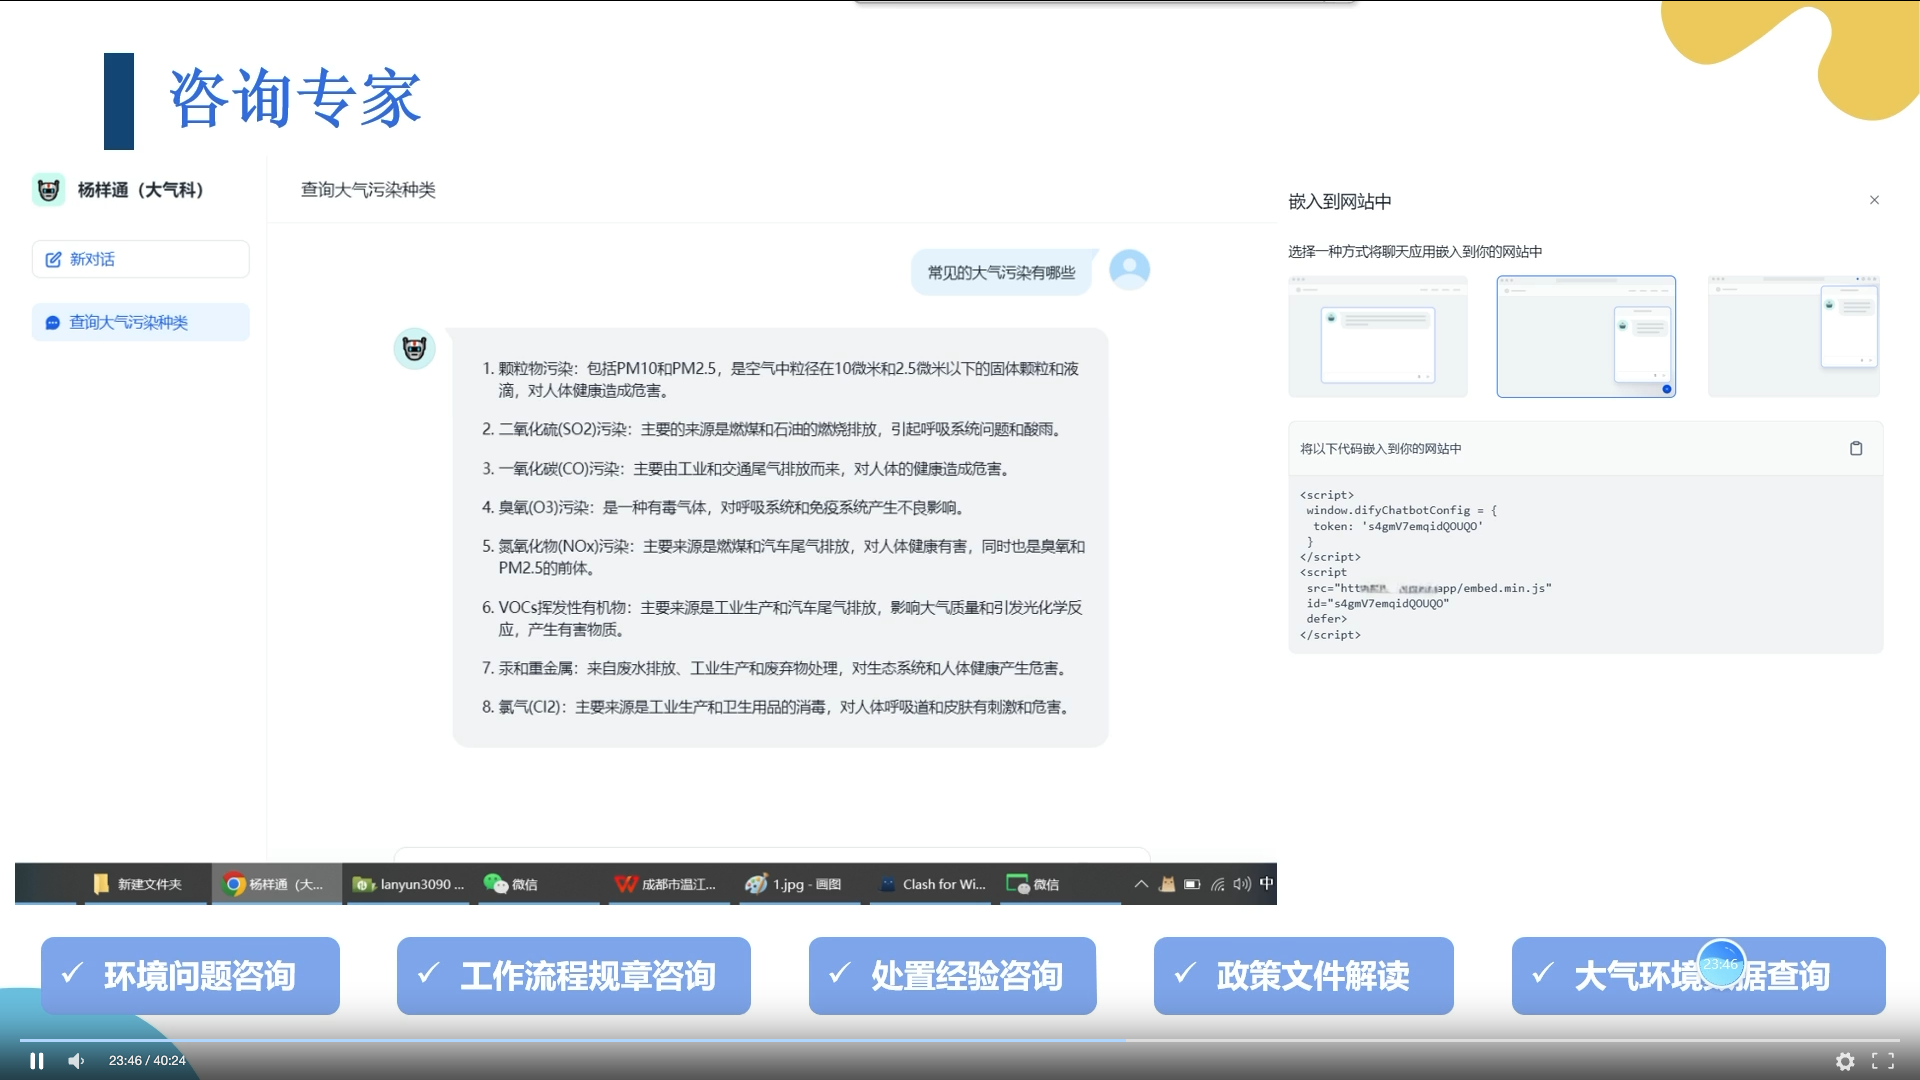 咨询专家
杨样通（大气科）
新对话
查询大气污染种类
查询大气污染种类
常见的大气污染有哪些
1. 颗粒物污染：包括PM10和PM2.5，是空气中粒径在10微米和2.5微米以下的固体颗粒和液
滴，对人体健康造成危害。
2. 二氧化硫(SO2)污染：主要的来源是燃煤和石油的燃烧排放，引起呼吸系统问题和酸雨。
3. 一氧化碳(CO)污染：主要由工业和交通尾气排放而来，对人体的健康造成危害。
4. 臭氧(O3)污染：是一种有毒气体，对呼吸系统和免疫系统产生不良影响。
5. 氮氧化物(NOx)污染：主要来源是燃煤和汽车尾气排放，对人体健康有害，同时也是臭氧和
PM2.5的前体。
6. VOCs挥发性有机物：主要来源是工业生产和汽车尾气排放，影响大气质量和引发光化学反
应，产生有害物质。
7. 汞和重金属：来自废水排放、工业生产和废弃物处理，对生态系统和人体健康产生危害。
8. 氯气(Cl2)：主要来源是工业生产和卫生用品的消毒，对人体呼吸道和皮肤有刺激和危害。
嵌入到网站中
选择一种方式将聊天应用嵌入到你的网站中
将以下代码嵌入到你的网站中
<script>
window.difyChatbotConfig = {
token: 's4gmV7emqidQOUQO'
}
</script>
<script
src="htt app/embed.min.js"
id="s4gmV7emqidQOUQO"
defer>
</script>
新建文件夹
杨样通（大...
lanyun3090 ...
微信
成都市温江...
1.jpg - 画图
Clash for Wi...
微信
中
✓ 环境问题咨询
✓ 工作流程规章咨询
✓ 处置经验咨询
✓ 政策文件解读
✓ 大气环境数据查询
23:46
23:46 / 40:24